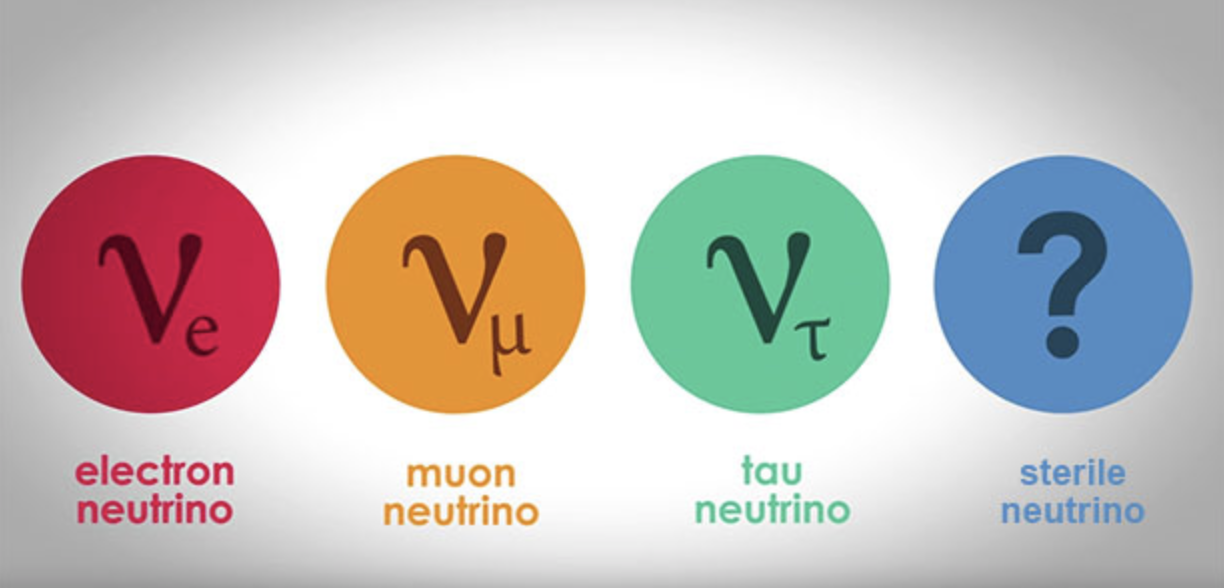 νe
νμ
ντ
?
electron
neutrino
muon
neutrino
tau
neutrino
sterile
neutrino